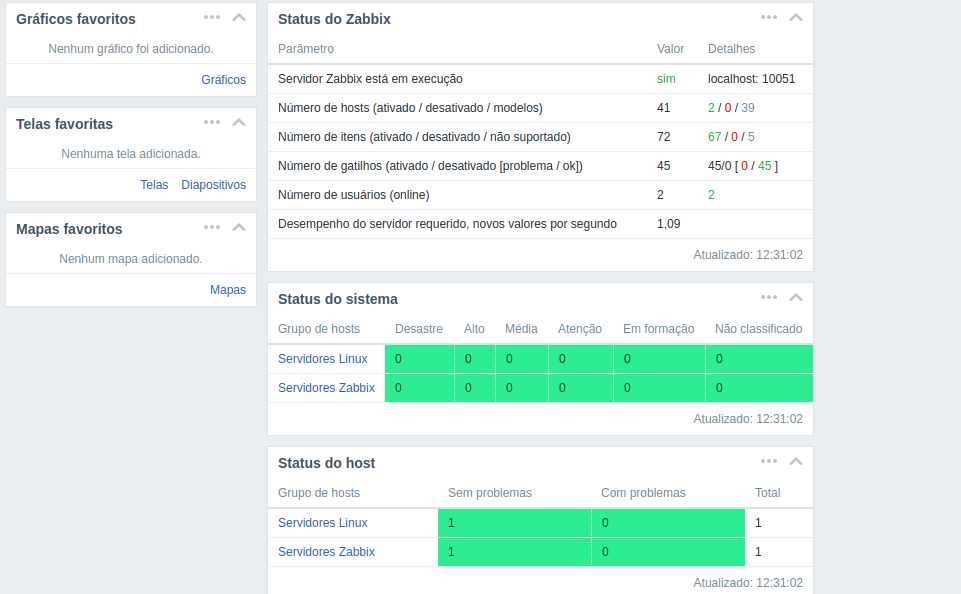 Gráficos favoritos
Nenhum gráfico foi adicionado.
Gráficos
Telas favoritas
Nenhuma tela adicionada.
Telas Diapositivos
Mapas favoritos
Nenhum mapa adicionado.
Mapas
Status do Zabbix
Parâmetro Valor Detalhes
Servidor Zabbix está em execução sim localhost: 10051
Número de hosts (ativado / desativado / modelos) 41 2 / 0 / 39
Número de itens (ativado / desativado / não suportado) 72 67 / 0 / 5
Número de gatilhos (ativado / desativado [problema / ok]) 45 45/0 [ 0 / 45 ]
Número de usuários (online) 2 2
Desempenho do servidor requerido, novos valores por segundo 1,09
Atualizado: 12:31:02
Status do sistema
Grupo de hosts Desastre Alto Média Atenção Em formação Não classificado
Servidores Linux 0 0 0 0 0 0
Servidores Zabbix 0 0 0 0 0 0
Atualizado: 12:31:02
Status do host
Grupo de hosts Sem problemas Com problemas Total
Servidores Linux 1 0 1
Servidores Zabbix 1 0 1
Atualizado: 12:31:02